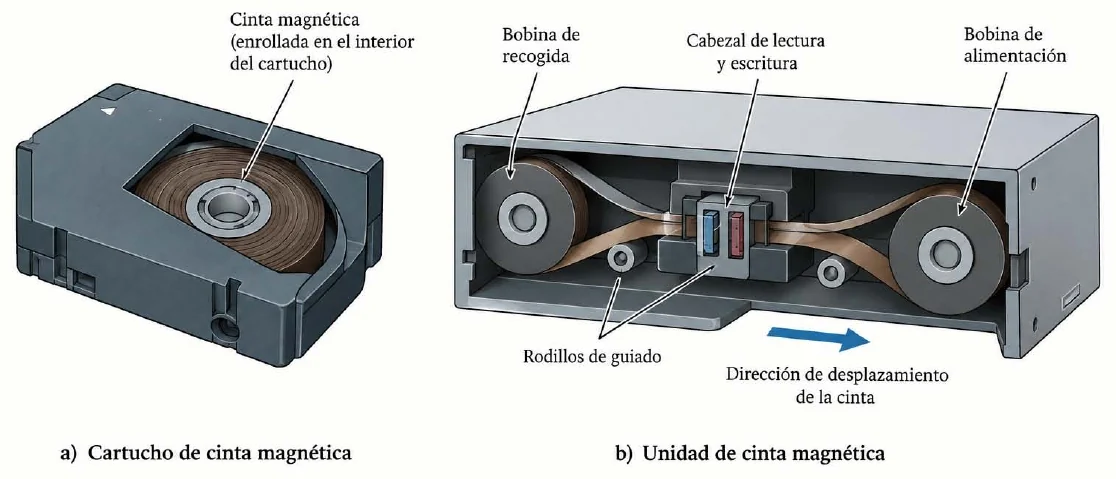 Cinta magnética
(enrollada en el interior
del cartucho)
Bobina de
recogida
Cabezal de lectura
y escritura
Bobina de
alimentación
Rodillos de guiado
Dirección de desplazamiento
de la cinta
a) Cartucho de cinta magnética
b) Unidad de cinta magnética